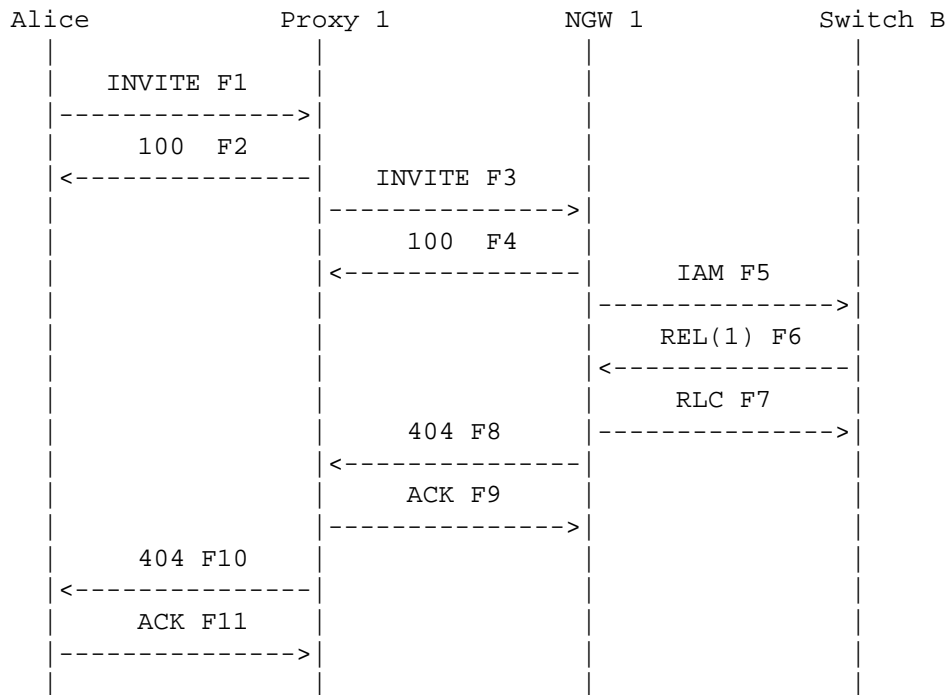 Alice Proxy 1 NGW 1 Switch B
INVITE F1
100 F2
INVITE F3
100 F4
IAM F5
REL(1) F6
RLC F7
404 F8
ACK F9
404 F10
ACK F11